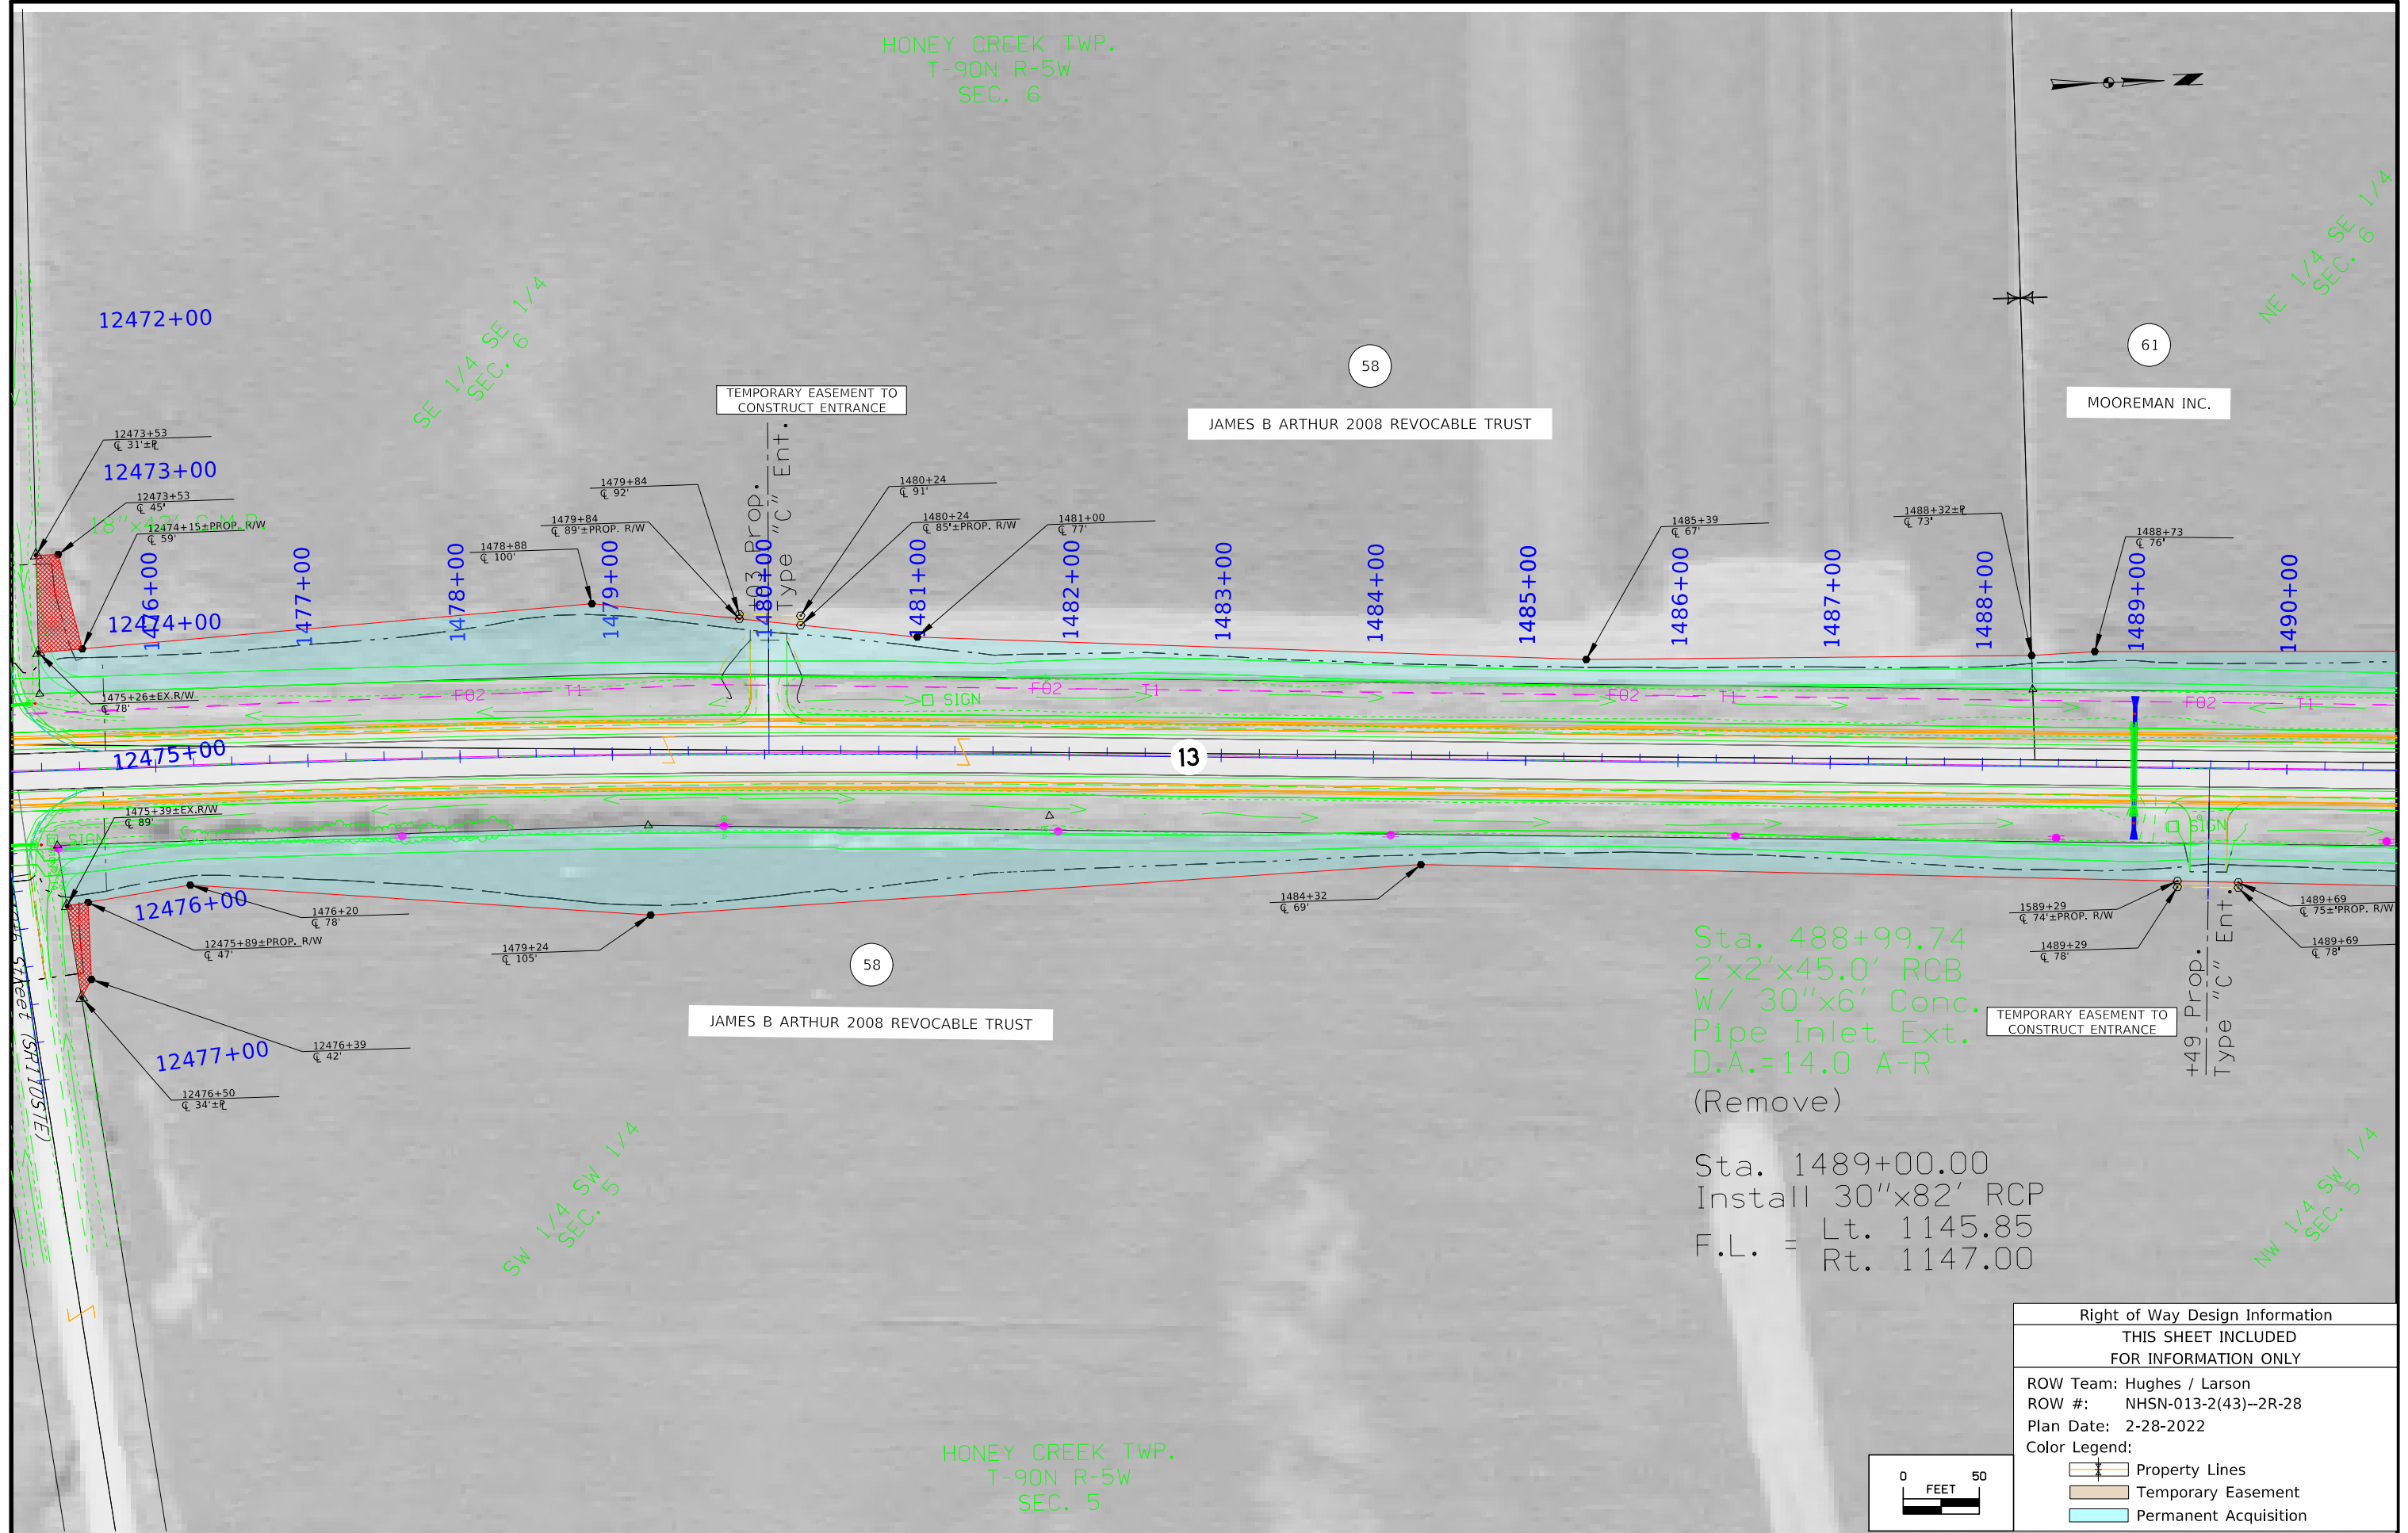 HONEY CREEK TWP.
T-90N R-5W
SEC. 6
SE 1/4 SE 1/4
SEC. 6
NE 1/4 SE 1/4
SEC. 6
12472+00
12473+53
℄ 31'±℄
12473+00
12473+53
℄ 45'
18"x42' C.M.P.
12474+15±PROP. R/W
℄ 59'
12474+00
1475+26±EX.R/W
℄ 78'
TEMPORARY EASEMENT TO
CONSTRUCT ENTRANCE
+03 Prop.
Type "C" Ent.
58
JAMES B ARTHUR 2008 REVOCABLE TRUST
61
MOOREMAN INC.
1478+88
℄ 100'
1479+84
℄ 92'
1479+84
℄ 89'±PROP. R/W
1480+24
℄ 91'
1480+24
℄ 85'±PROP. R/W
1481+00
℄ 77'
1485+39
℄ 67'
1488+32±℄
℄ 73'
1488+73
℄ 76'
1476+00
1477+00
1478+00
1479+00
1480+00
1481+00
1482+00
1483+00
1484+00
1485+00
1486+00
1487+00
1488+00
1489+00
1490+00
F02
T1
SIGN
F02
T1
F02
T1
F02
T1
12475+00
13
1475+39±EX.R/W
℄ 89'
SIGN
SIGN
12476+00
1476+20
℄ 78'
12475+89±PROP. R/W
℄ 47'
1479+24
℄ 105'
1484+32
℄ 69'
1589+29
℄ 74'±PROP. R/W
1489+29
℄ 78'
1489+69
℄ 75±'PROP. R/W
1489+69
℄ 78'
+49 Prop.
Type "C" Ent.
TEMPORARY EASEMENT TO
CONSTRUCT ENTRANCE
58
JAMES B ARTHUR 2008 REVOCABLE TRUST
12477+00
12476+39
℄ 42'
12476+50
℄ 34'±℄
Street (SRT10STE)
Sta. 488+99.74
2'x2'x45.0' RCB
W/ 30"x6' Conc.
Pipe Inlet Ext.
D.A.=14.0 A-R
(Remove)
Sta. 1489+00.00
Install 30"x82' RCP
F.L. = Lt. 1145.85
Rt. 1147.00
SW 1/4 SW 1/4
SEC. 5
NW 1/4 SW 1/4
SEC. 5
HONEY CREEK TWP.
T-90N R-5W
SEC. 5
0 50
FEET
Right of Way Design Information
THIS SHEET INCLUDED
FOR INFORMATION ONLY
ROW Team: Hughes / Larson
ROW #: NHSN-013-2(43)--2R-28
Plan Date: 2-28-2022
Color Legend:
Property Lines
Temporary Easement
Permanent Acquisition